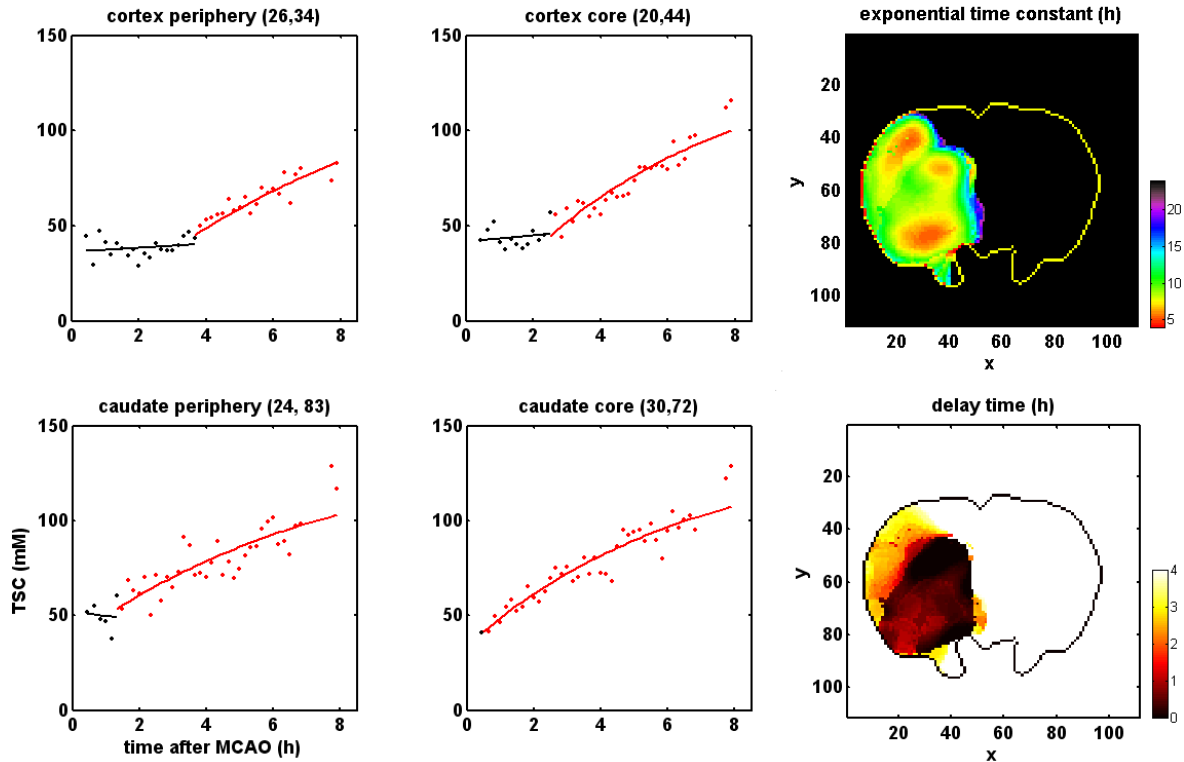 cortex periphery (26,34)
150
100
50
0
0 2 4 6 8
cortex core (20,44)
150
100
50
0
0 2 4 6 8
exponential time constant (h)
y
20
40
60
80
100
20 40 60 80 100
x
20
15
10
5
caudate periphery (24, 83)
TSC (mM)
150
100
50
0
0 2 4 6 8
time after MCAO (h)
caudate core (30,72)
150
100
50
0
0 2 4 6 8
delay time (h)
y
20
40
60
80
100
20 40 60 80 100
x
4
3
2
1
0